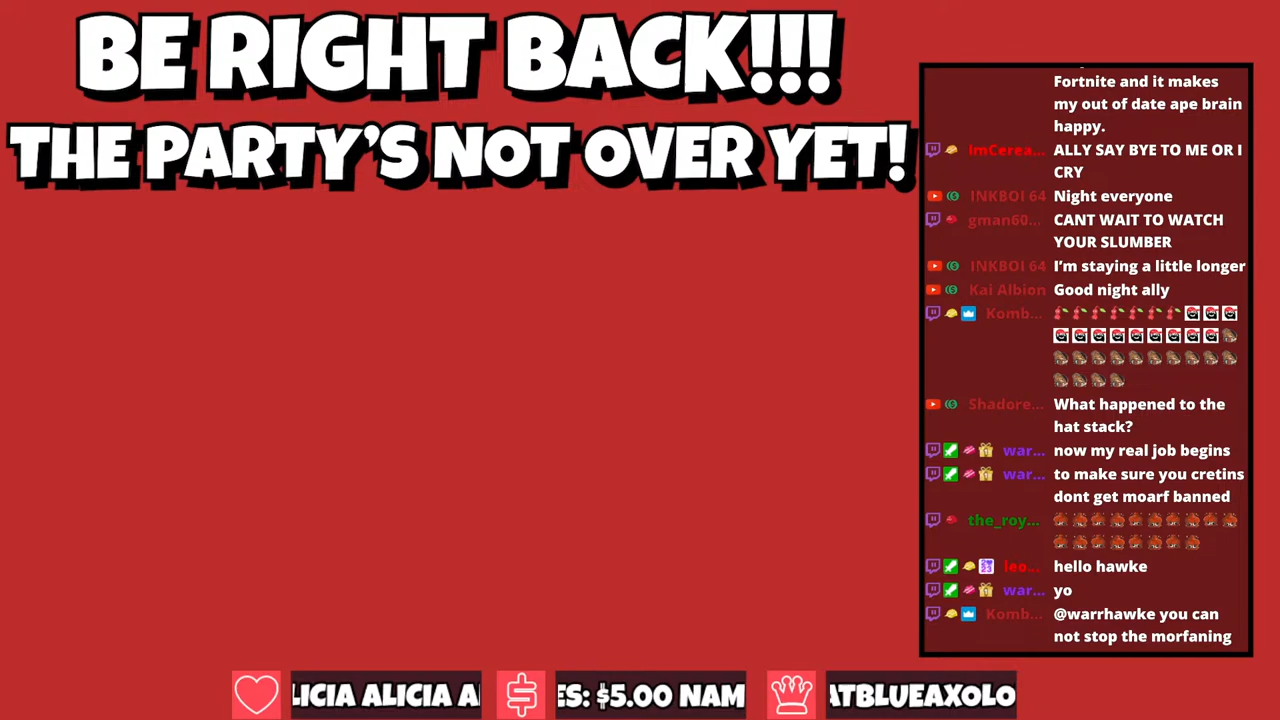 BE RIGHT BACK!!!
THE PARTY'S NOT OVER YET!
Fortnite and it makes
my out of date ape brain
happy.
ImCerea... ALLY SAY BYE TO ME OR I
CRY
INKBOI 64 Night everyone
gman60... CANT WAIT TO WATCH
YOUR SLUMBER
INKBOI 64 I'm staying a little longer
Kai Albion Good night ally
Komb...
Shadore... What happened to the
hat stack?
war... now my real job begins
war... to make sure you cretins
dont get moarf banned
the_roy...
leo... hello hawke
war... yo
Komb... @warrhawke you can
not stop the morfaning
LICIA ALICIA A
ES: $5.00 NAM
ATBLUEAXOLO